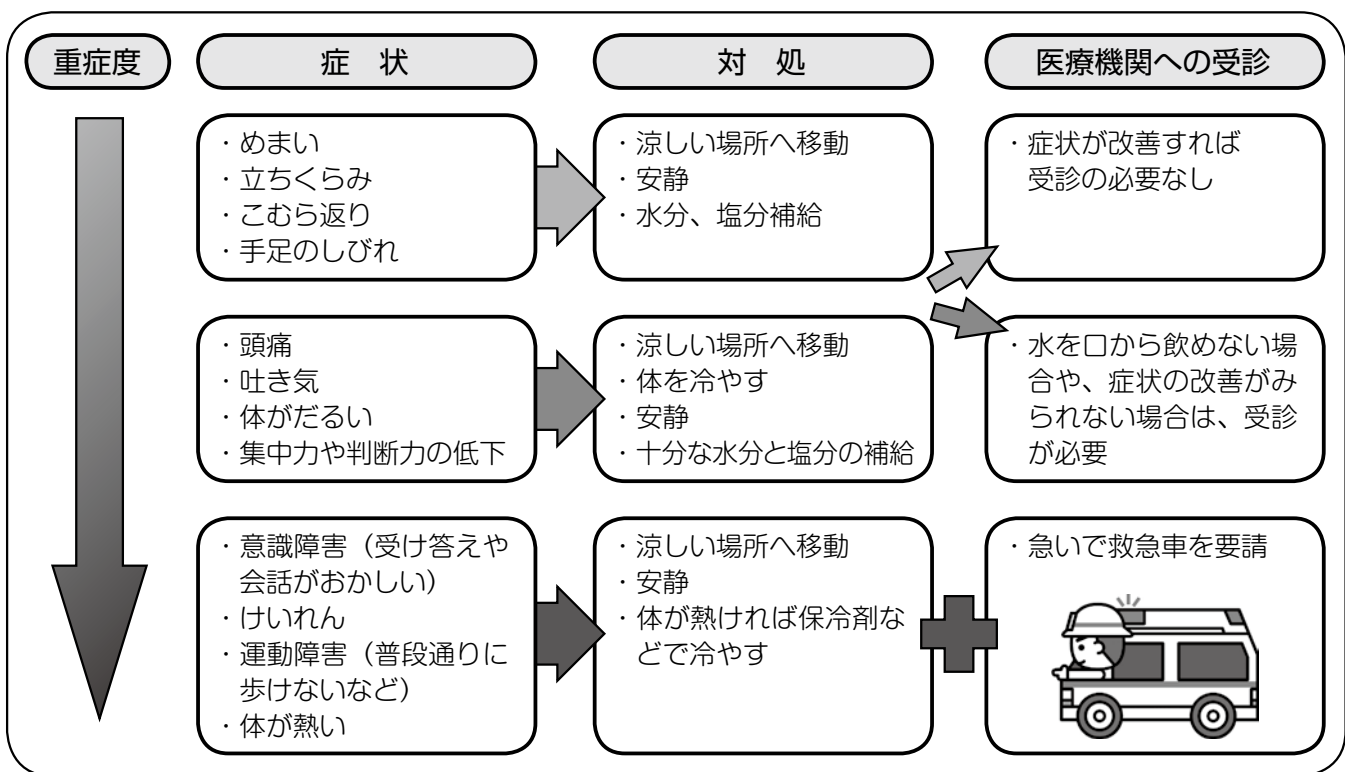 重症度
症　状
対　処
医療機関への受診
・めまい
・立ちくらみ
・こむら返り
・手足のしびれ
・涼しい場所へ移動
・安静
・水分、塩分補給
・症状が改善すれば
受診の必要なし
・頭痛
・吐き気
・体がだるい
・集中力や判断力の低下
・涼しい場所へ移動
・体を冷やす
・安静
・十分な水分と塩分の補給
・水を口から飲めない場
合や、症状の改善がみ
られない場合は、受診
が必要
・意識障害（受け答えや
会話がおかしい）
・けいれん
・運動障害（普段通りに
歩けないなど）
・体が熱い
・涼しい場所へ移動
・安静
・体が熱ければ保冷剤な
どで冷やす
・急いで救急車を要請